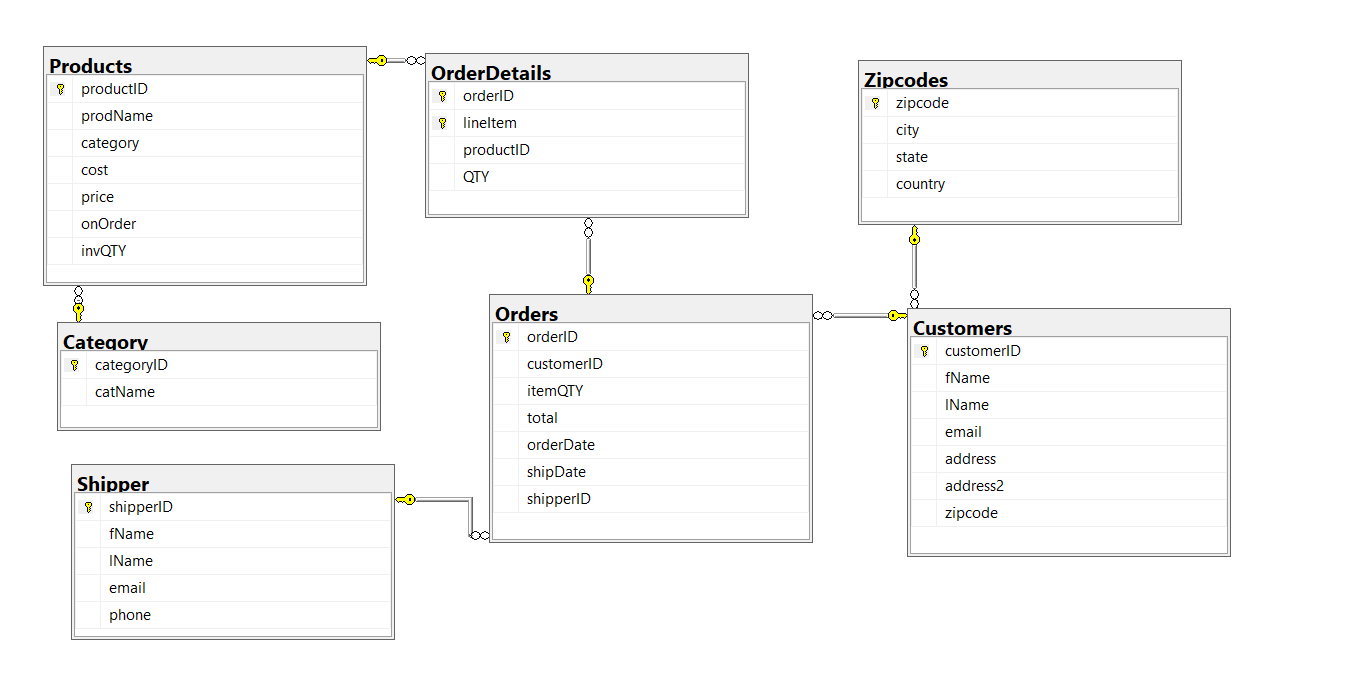 Products
productID
prodName
category
cost
price
onOrder
invQTY
OrderDetails
orderID
lineItem
productID
QTY
Zipcodes
zipcode
city
state
country
Category
categoryID
catName
Orders
orderID
customerID
itemQTY
total
orderDate
shipDate
shipperID
Customers
customerID
fName
lName
email
address
address2
zipcode
Shipper
shipperID
fName
lName
email
phone